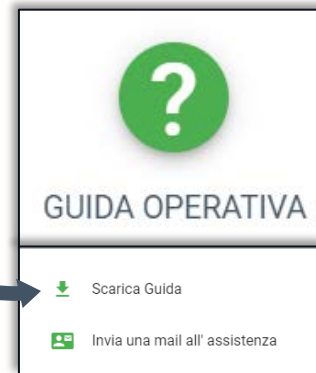 ?
GUIDA OPERATIVA
Scarica Guida
Invia una mail all' assistenza